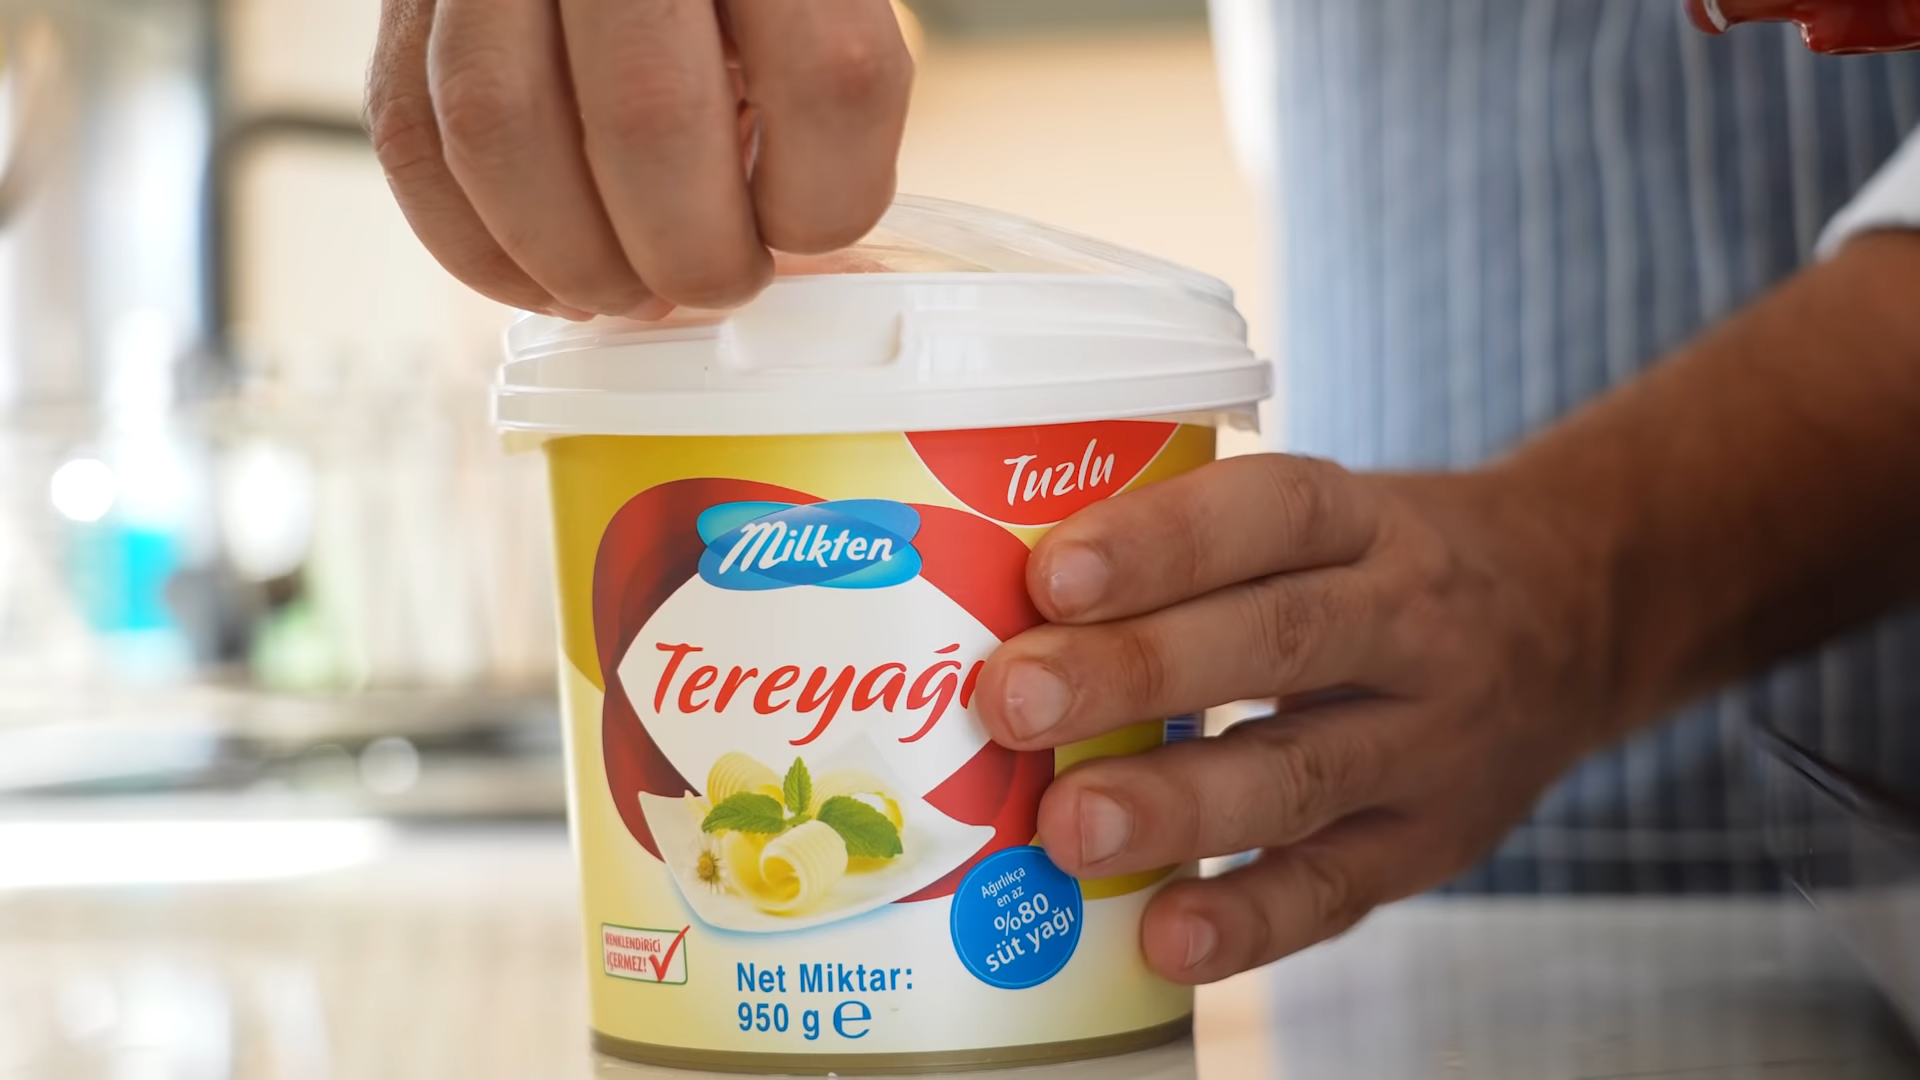 Tuzlu
Milkten
Tereyağı
Ağırlıkça
en az
%80
süt yağı
RENKLENDİRİCİ
İÇERMEZ!
Net Miktar:
950 g ℮